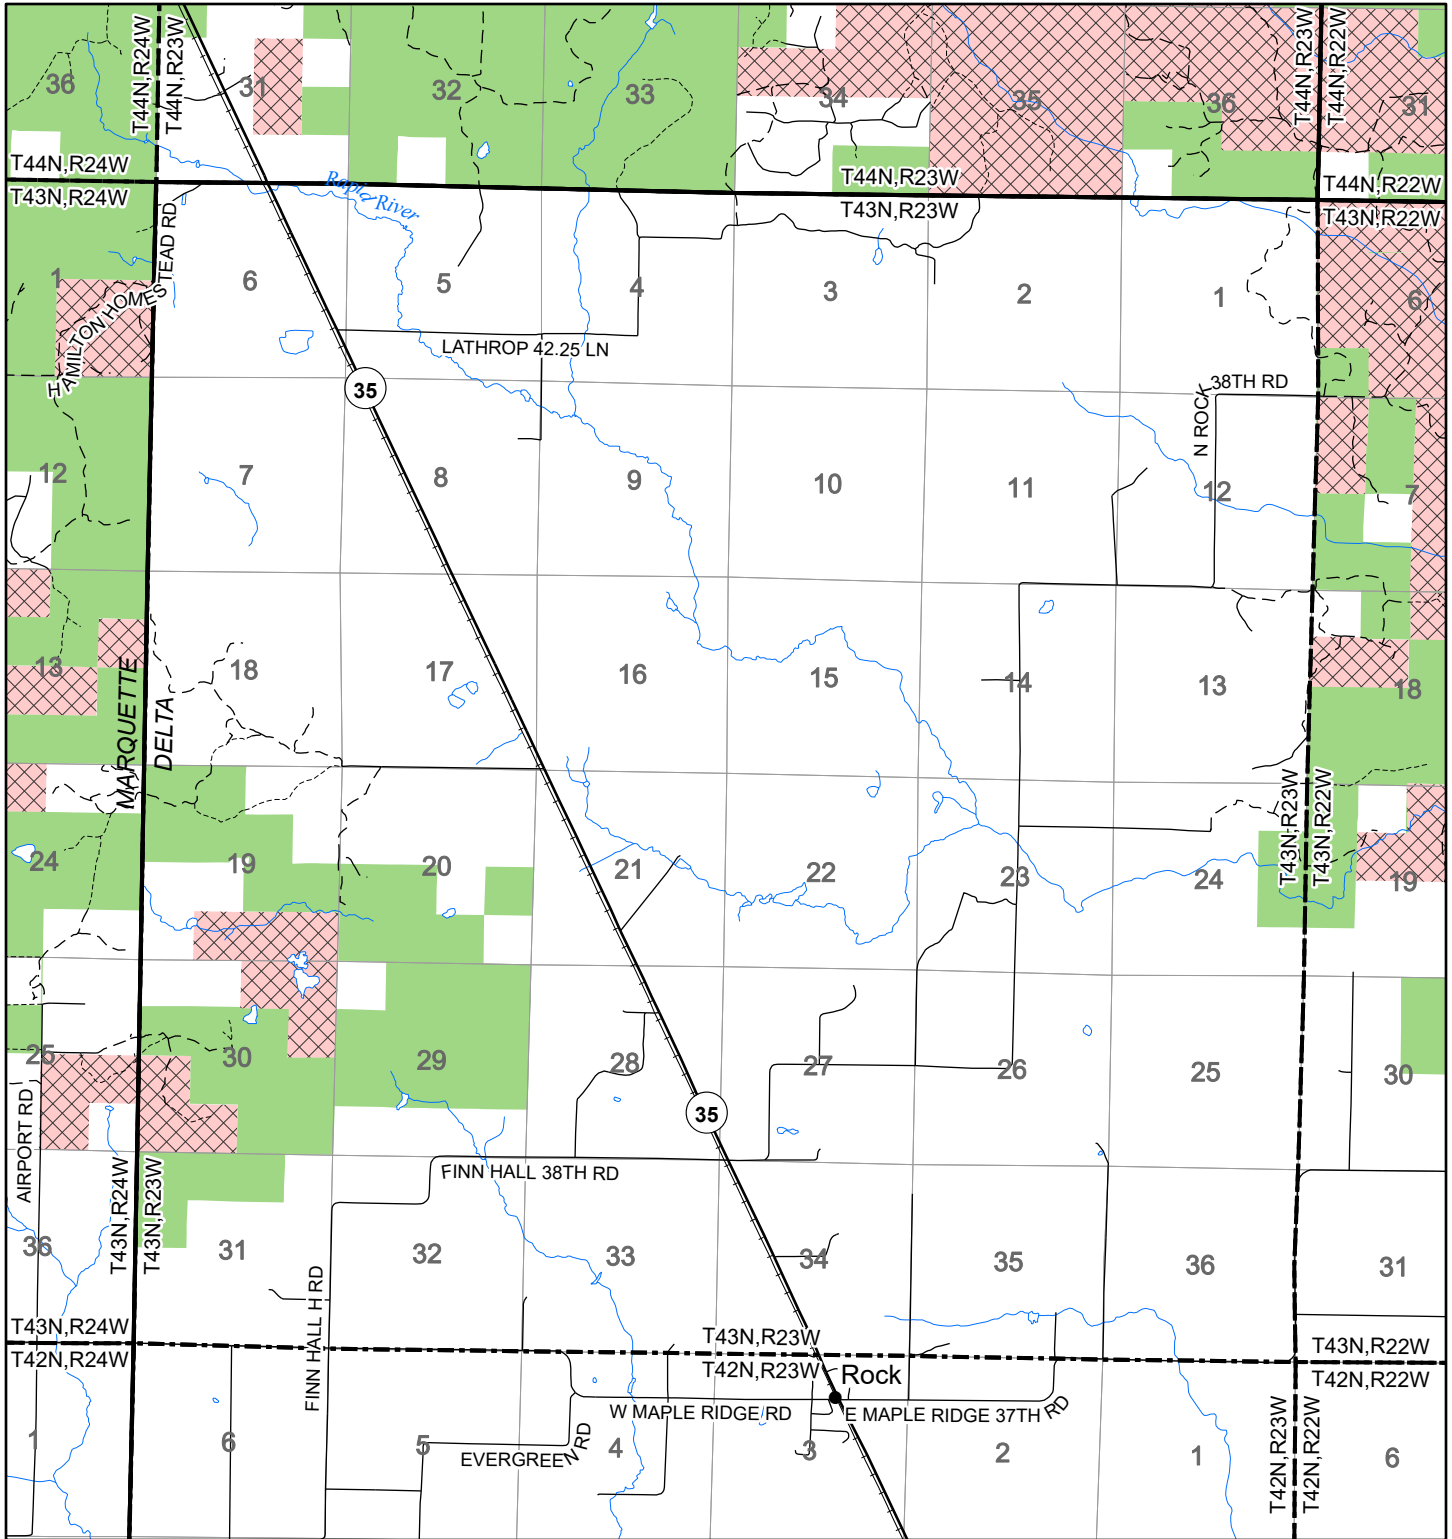 T44N,R24W
T44N,R23W
T44N,R23W
T44N,R22W
36
31
32
33
34
35
36
31
T44N,R24W
T43N,R24W
Rapid River
T44N,R23W
T43N,R23W
T44N,R22W
T43N,R22W
1
HAMILTON HOMESTEAD RD
6
5
4
3
2
1
6
LATHROP 42.25 LN
35
N ROCK 38TH RD
12
7
8
9
10
11
12
7
13
18
17
16
15
14
13
18
MARQUETTE
DELTA
T43N,R23W
T43N,R22W
24
19
20
21
22
23
24
19
25
30
29
28
27
26
25
30
AIRPORT RD
35
FINN HALL 38TH RD
T43N,R24W
T43N,R23W
36
31
32
33
34
35
36
31
FINN HALL H RD
T43N,R24W
T42N,R24W
T43N,R23W
T42N,R23W
T43N,R22W
T42N,R22W
Rock
W MAPLE RIDGE RD
E MAPLE RIDGE 37TH RD
EVERGREEN RD
1
6
5
4
3
2
1
6
T42N,R23W
T42N,R22W